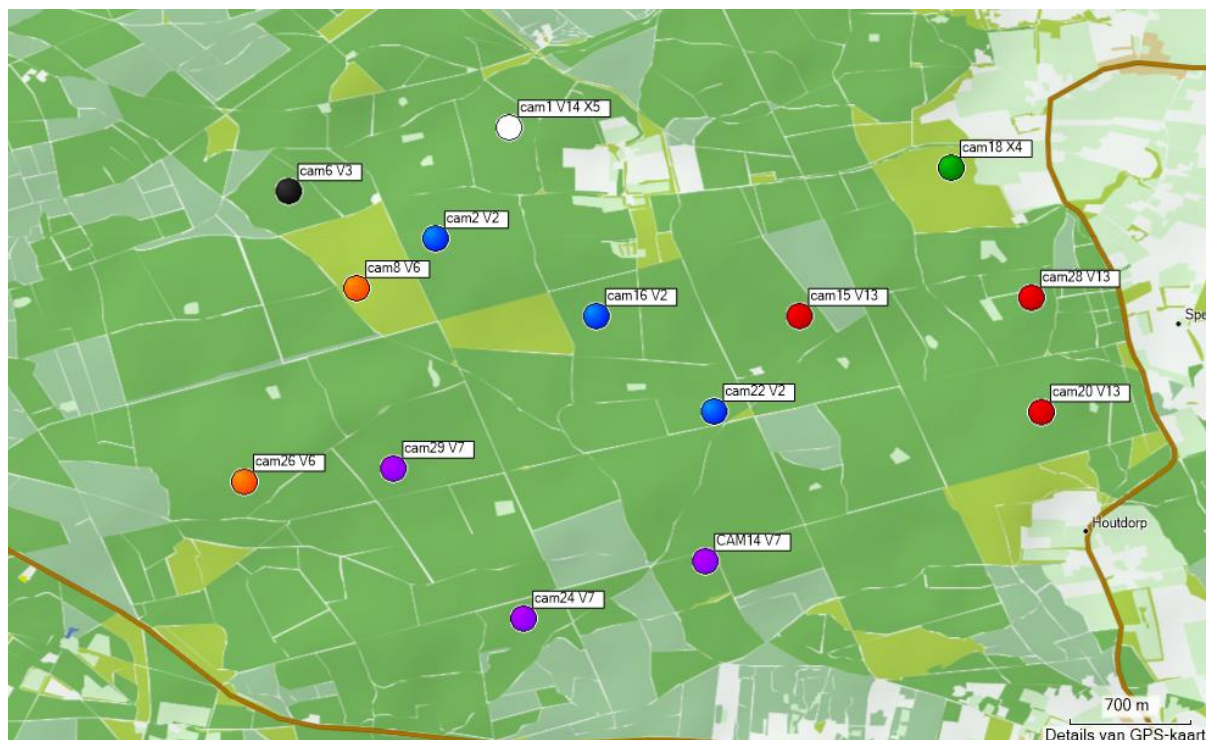 cam1 V14 X5
cam18 X4
cam6 V3
cam2 V2
cam8 V6
cam28 V13
cam16 V2
cam15 V13
Spe
cam22 V2
cam20 V13
cam29 V7
cam26 V6
Houtdorp
CAM14 V7
cam24 V7
700 m
Details van GPS-kaart